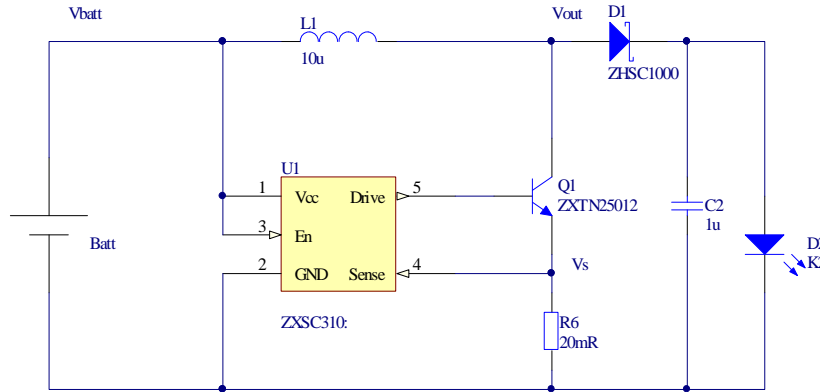 Vbatt
L1
10u
Vout
D1
ZHSC1000
U1
1 Vcc Drive 5
3 En
2 GND Sense 4
ZXSC310:
Q1
ZXTN25012
C2
1u
Batt
Vs
R6
20mR